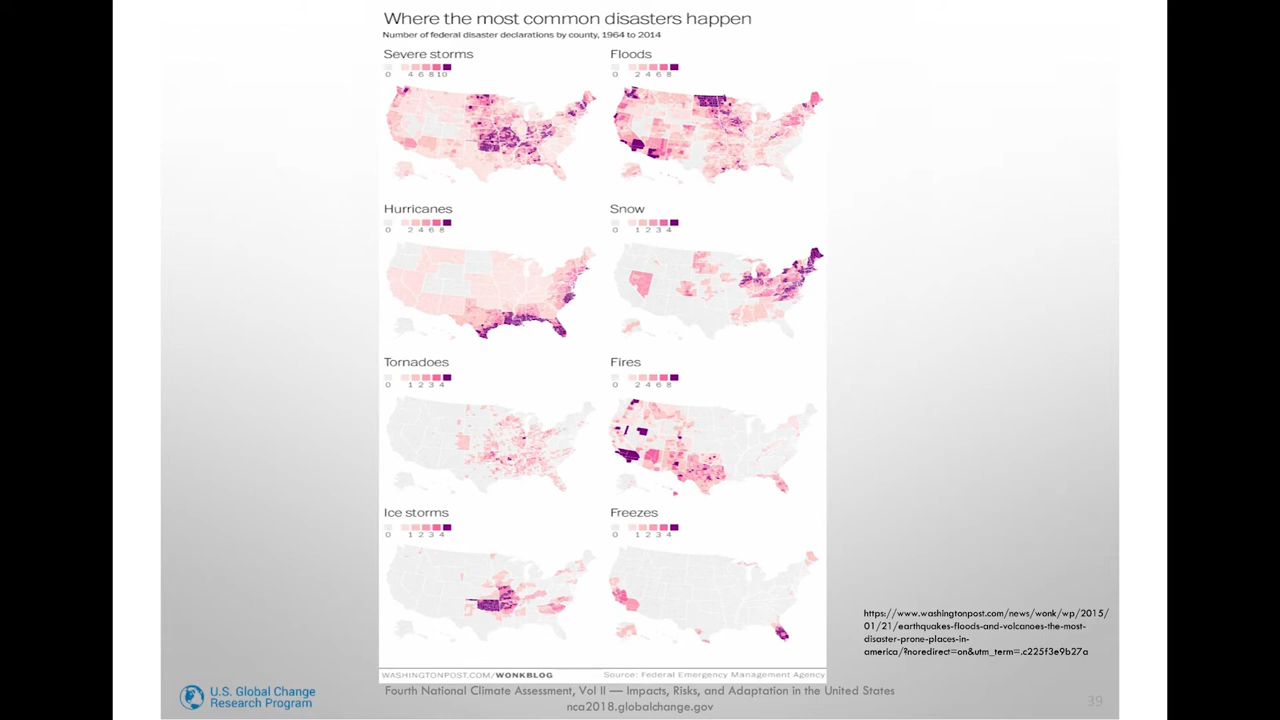 Where the most common disasters happen
Number of federal disaster declarations by county, 1964 to 2014
Severe storms
0 4 6 8 10
Floods
0 2 4 6 8
Hurricanes
0 2 4 6 8
Snow
0 1 2 3 4
Tornadoes
0 1 2 3 4
Fires
0 2 4 6 8
Ice storms
0 1 2 3 4
Freezes
0 1 2 3 4
WASHINGTONPOST.COM/WONKBLOG
Source: Federal Emergency Management Agency
https://www.washingtonpost.com/news/wonk/wp/2015/
01/21/earthquakes-floods-and-volcanoes-the-most-
disaster-prone-places-in-
america/?noredirect=on&utm_term=.c225f3e9b27a
U.S. Global Change
Research Program
Fourth National Climate Assessment, Vol II — Impacts, Risks, and Adaptation in the United States
nca2018.globalchange.gov
39